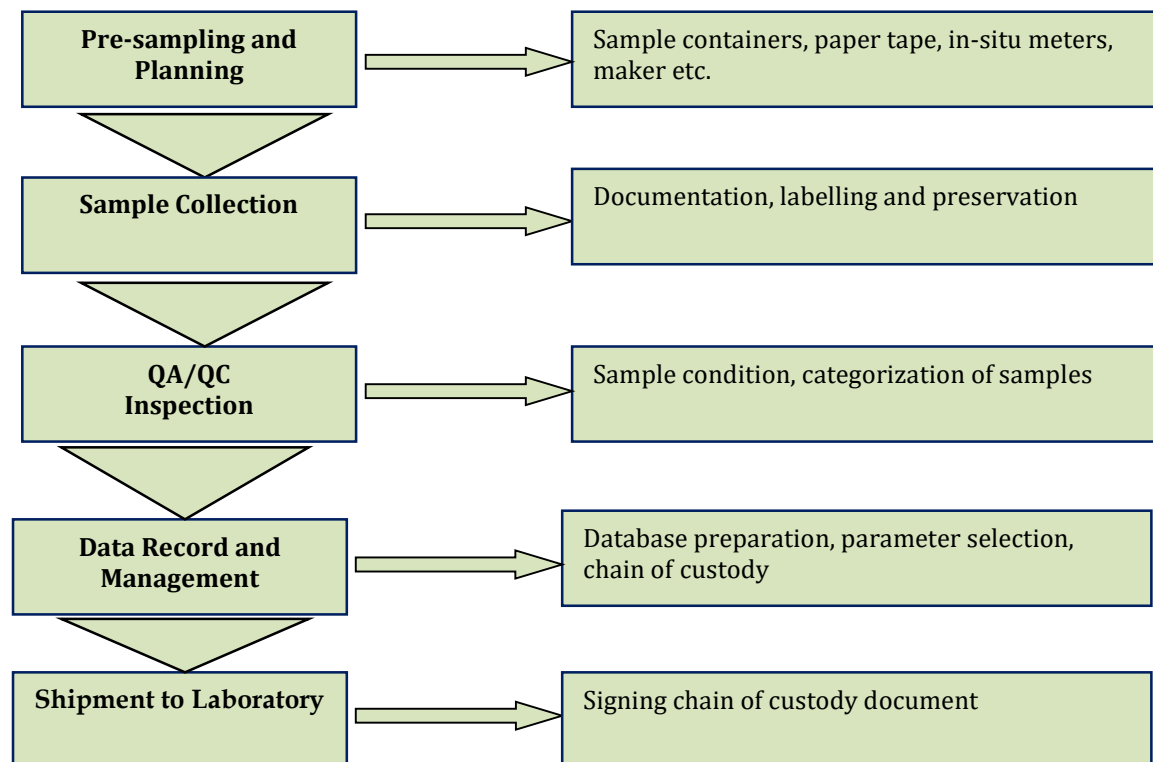 Pre-sampling and
Planning
Sample containers, paper tape, in-situ meters,
maker etc.
Sample Collection
Documentation, labelling and preservation
QA/QC
Inspection
Sample condition, categorization of samples
Data Record and
Management
Database preparation, parameter selection,
chain of custody
Shipment to Laboratory
Signing chain of custody document